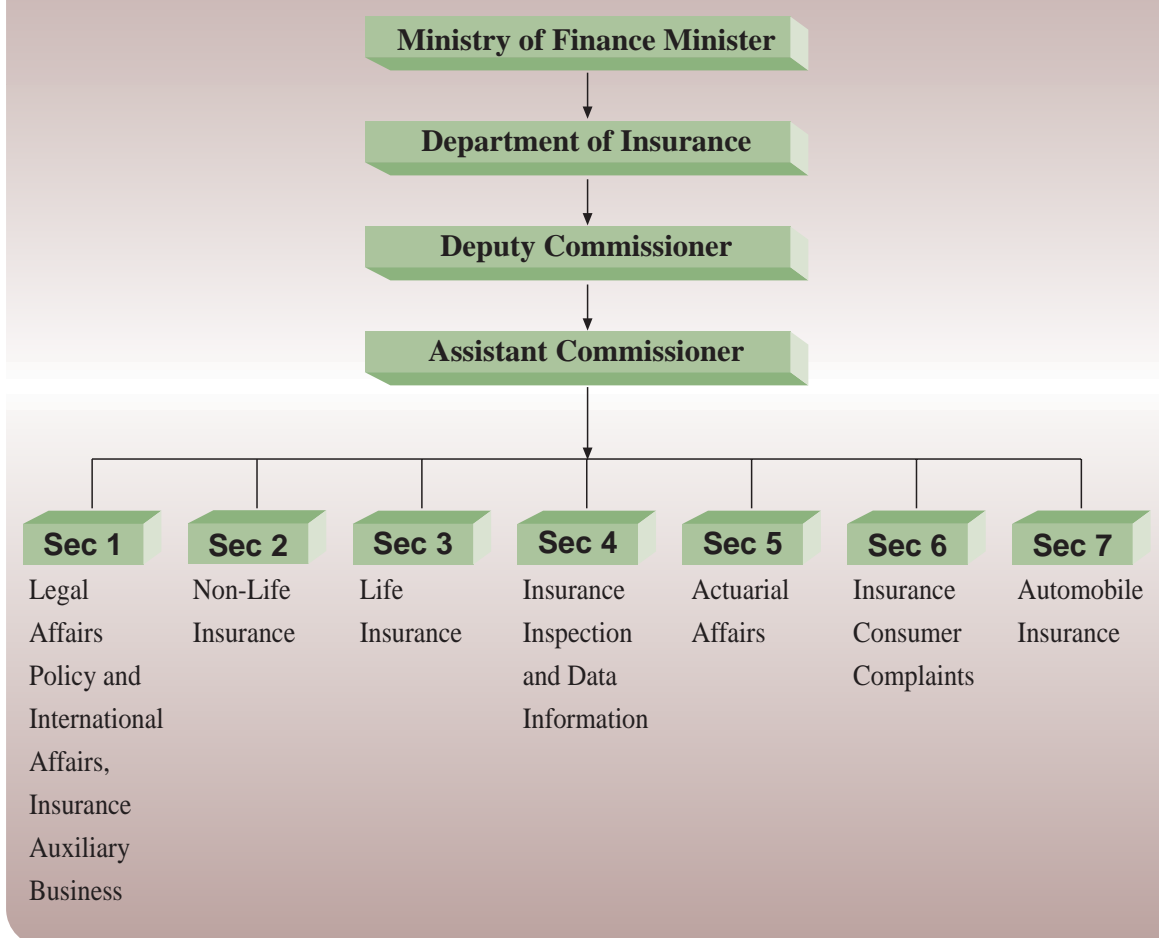 Ministry of Finance Minister
Department of Insurance
Deputy Commissioner
Assistant Commissioner
Sec 1
Legal
Affairs
Policy and
International
Affairs,
Insurance
Auxiliary
Business
Sec 2
Non-Life
Insurance
Sec 3
Life
Insurance
Sec 4
Insurance
Inspection
and Data
Information
Sec 5
Actuarial
Affairs
Sec 6
Insurance
Consumer
Complaints
Sec 7
Automobile
Insurance